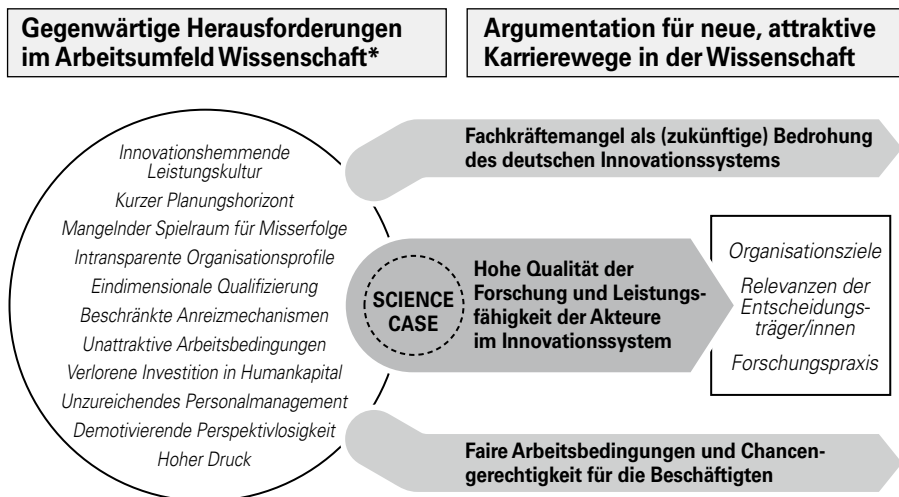 Gegenwärtige Herausforderungen
im Arbeitsumfeld Wissenschaft*
Argumentation für neue, attraktive
Karrierewege in der Wissenschaft
Innovationshemmende
Leistungskultur
Kurzer Planungshorizont
Mangelnder Spielraum für Misserfolge
Intransparente Organisationsprofile
Eindimensionale Qualifizierung
Beschränkte Anreizmechanismen
Unattraktive Arbeitsbedingungen
Verlorene Investition in Humankapital
Unzureichendes Personalmanagement
Demotivierende Perspektivlosigkeit
Hoher Druck
Fachkräftemangel als (zukünftige) Bedrohung
des deutschen Innovationssystems
SCIENCE
CASE
Hohe Qualität der
Forschung und Leistungs-
fähigkeit der Akteure
im Innovationssystem
Organisationsziele
Relevanzen der
Entscheidungs-
träger/innen
Forschungspraxis
Faire Arbeitsbedingungen und Chancen-
gerechtigkeit für die Beschäftigten